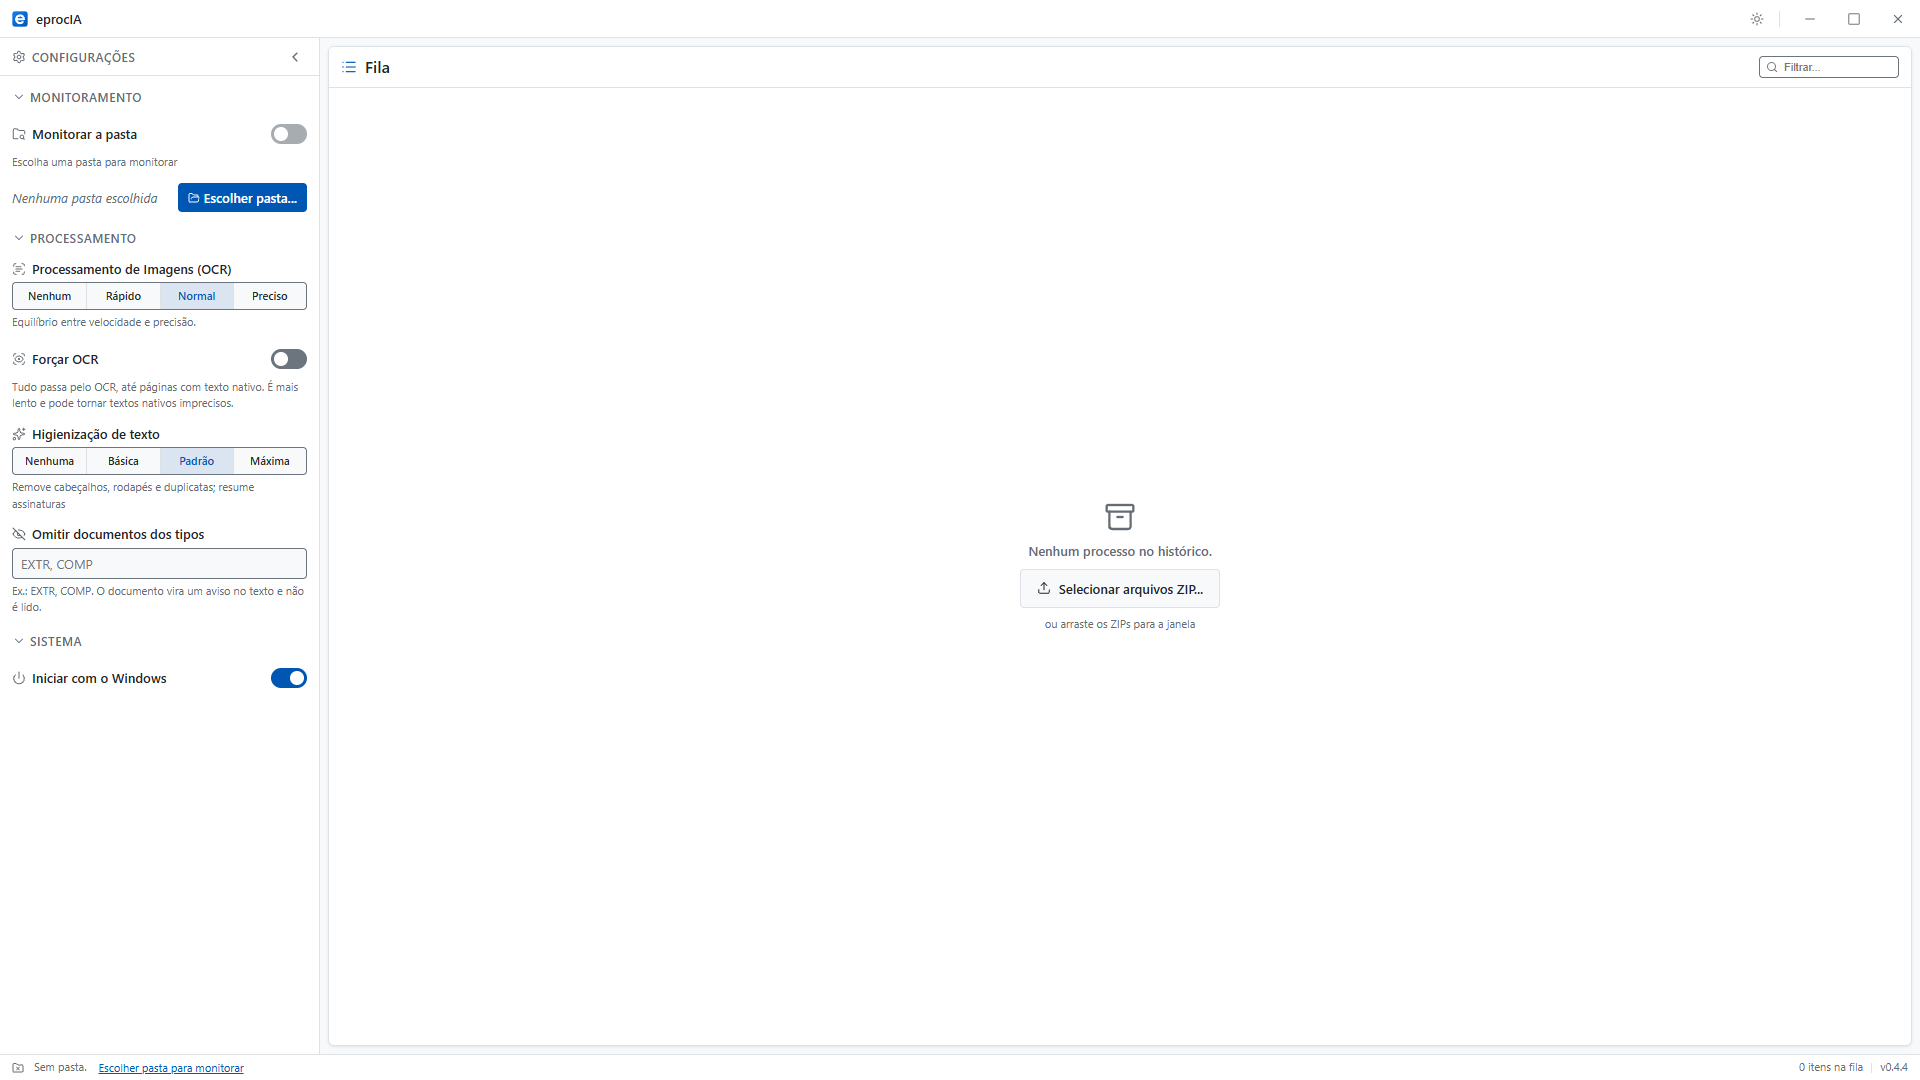 eprocIA
CONFIGURAÇÕES
MONITORAMENTO
Monitorar a pasta
Escolha uma pasta para monitorar
Nenhuma pasta escolhida
Escolher pasta...
PROCESSAMENTO
Processamento de Imagens (OCR)
Nenhum Rápido Normal Preciso
Equilíbrio entre velocidade e precisão.
Forçar OCR
Tudo passa pelo OCR, até páginas com texto nativo. É mais
lento e pode tornar textos nativos imprecisos.
Higienização de texto
Nenhuma Básica Padrão Máxima
Remove cabeçalhos, rodapés e duplicatas; resume
assinaturas
Omitir documentos dos tipos
EXTR, COMP
Ex.: EXTR, COMP. O documento vira um aviso no texto e não
é lido.
SISTEMA
Iniciar com o Windows
Fila
Filtrar...
Nenhum processo no histórico.
Selecionar arquivos ZIP...
ou arraste os ZIPs para a janela
Sem pasta. Escolher pasta para monitorar
0 itens na fila v0.4.4